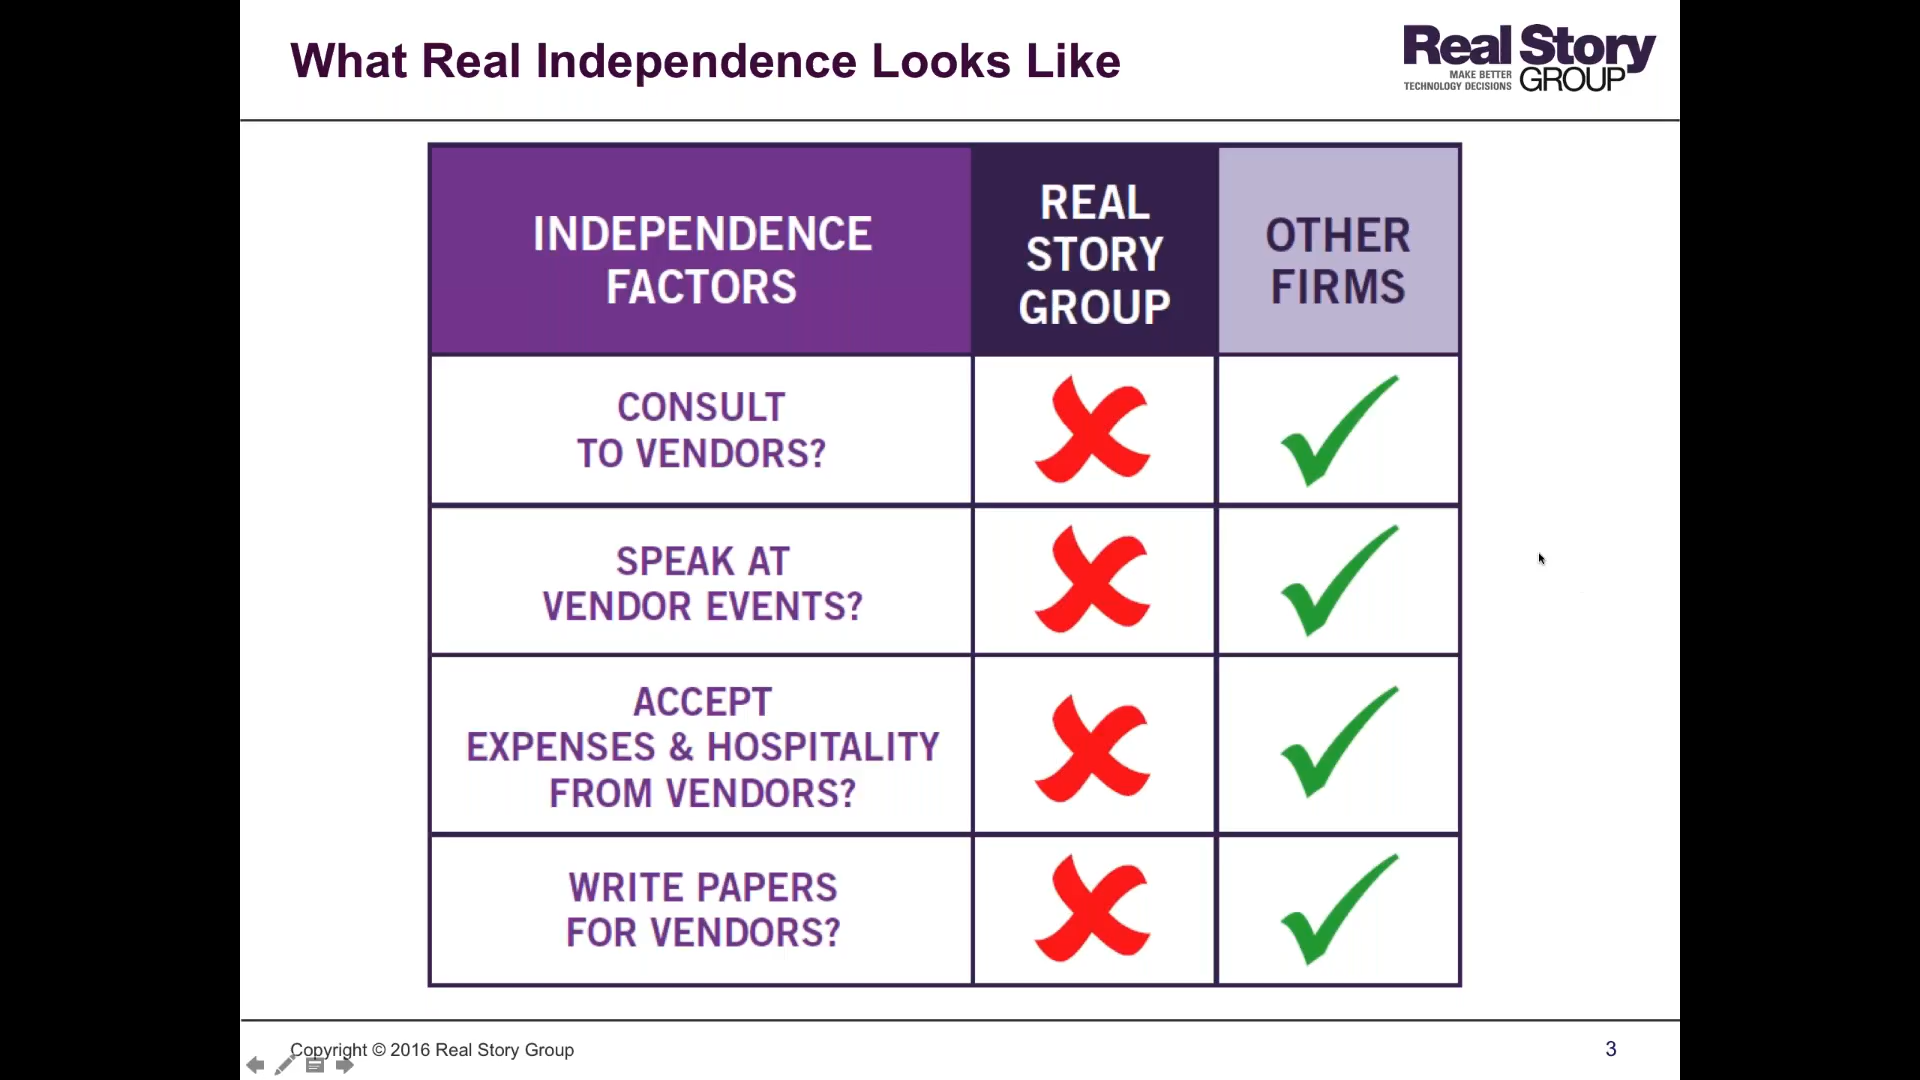 What Real Independence Looks Like
Real Story
MAKE BETTER
TECHNOLOGY DECISIONS
GROUP
INDEPENDENCE
FACTORS
REAL
STORY
GROUP
OTHER
FIRMS
CONSULT
TO VENDORS?
SPEAK AT
VENDOR EVENTS?
ACCEPT
EXPENSES & HOSPITALITY
FROM VENDORS?
WRITE PAPERS
FOR VENDORS?
Copyright © 2016 Real Story Group
3